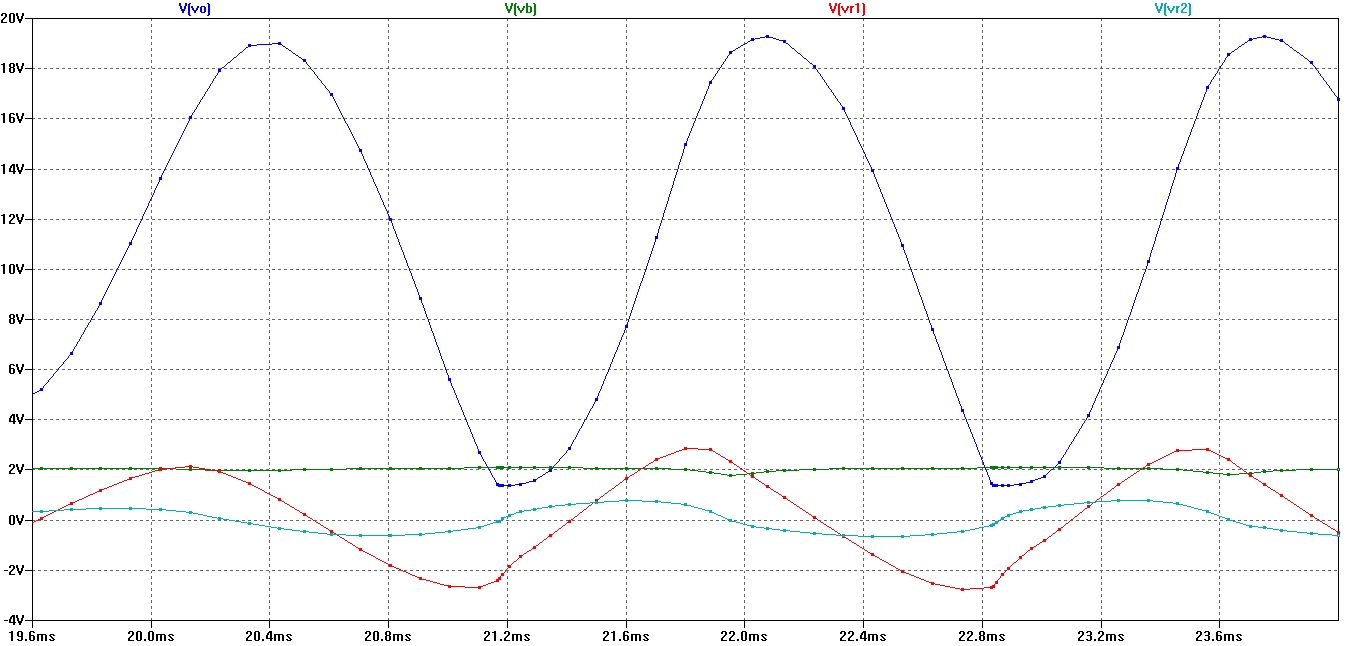 V(vo) V(vb) V(vr1) V(vr2)
20V
18V
16V
14V
12V
10V
8V
6V
4V
2V
0V
-2V
-4V
19.6ms 20.0ms 20.4ms 20.8ms 21.2ms 21.6ms 22.0ms 22.4ms 22.8ms 23.2ms 23.6ms